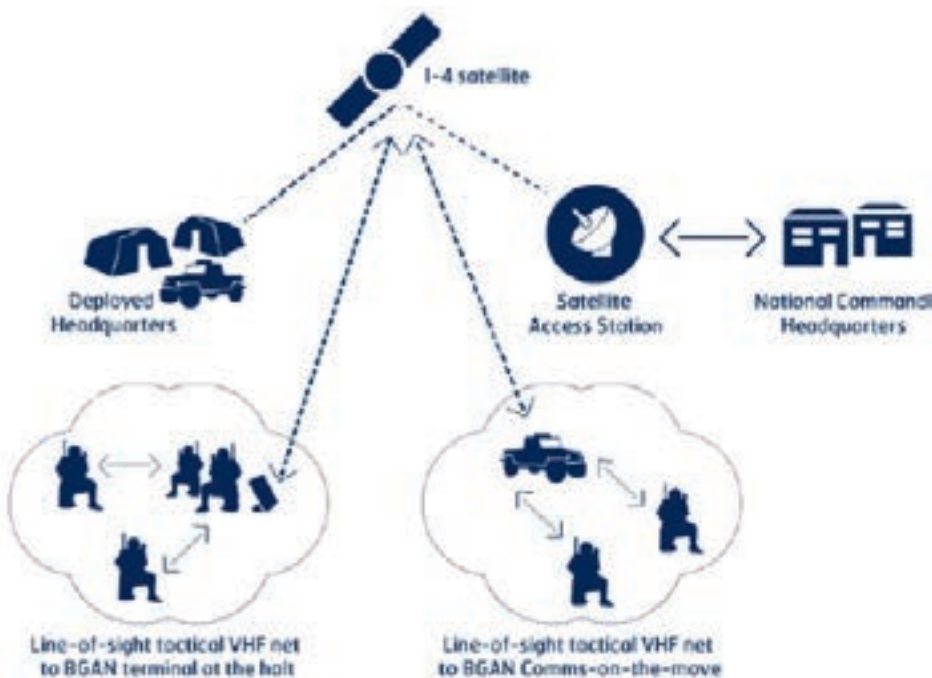 I-4 satellite
Deployed
Headquarters
Satellite
Access Station
National Command
Headquarters
Line-of-sight tactical VHF net
to BGAN terminal at the halt
Line-of-sight tactical VHF net
to BGAN Comms-on-the-move